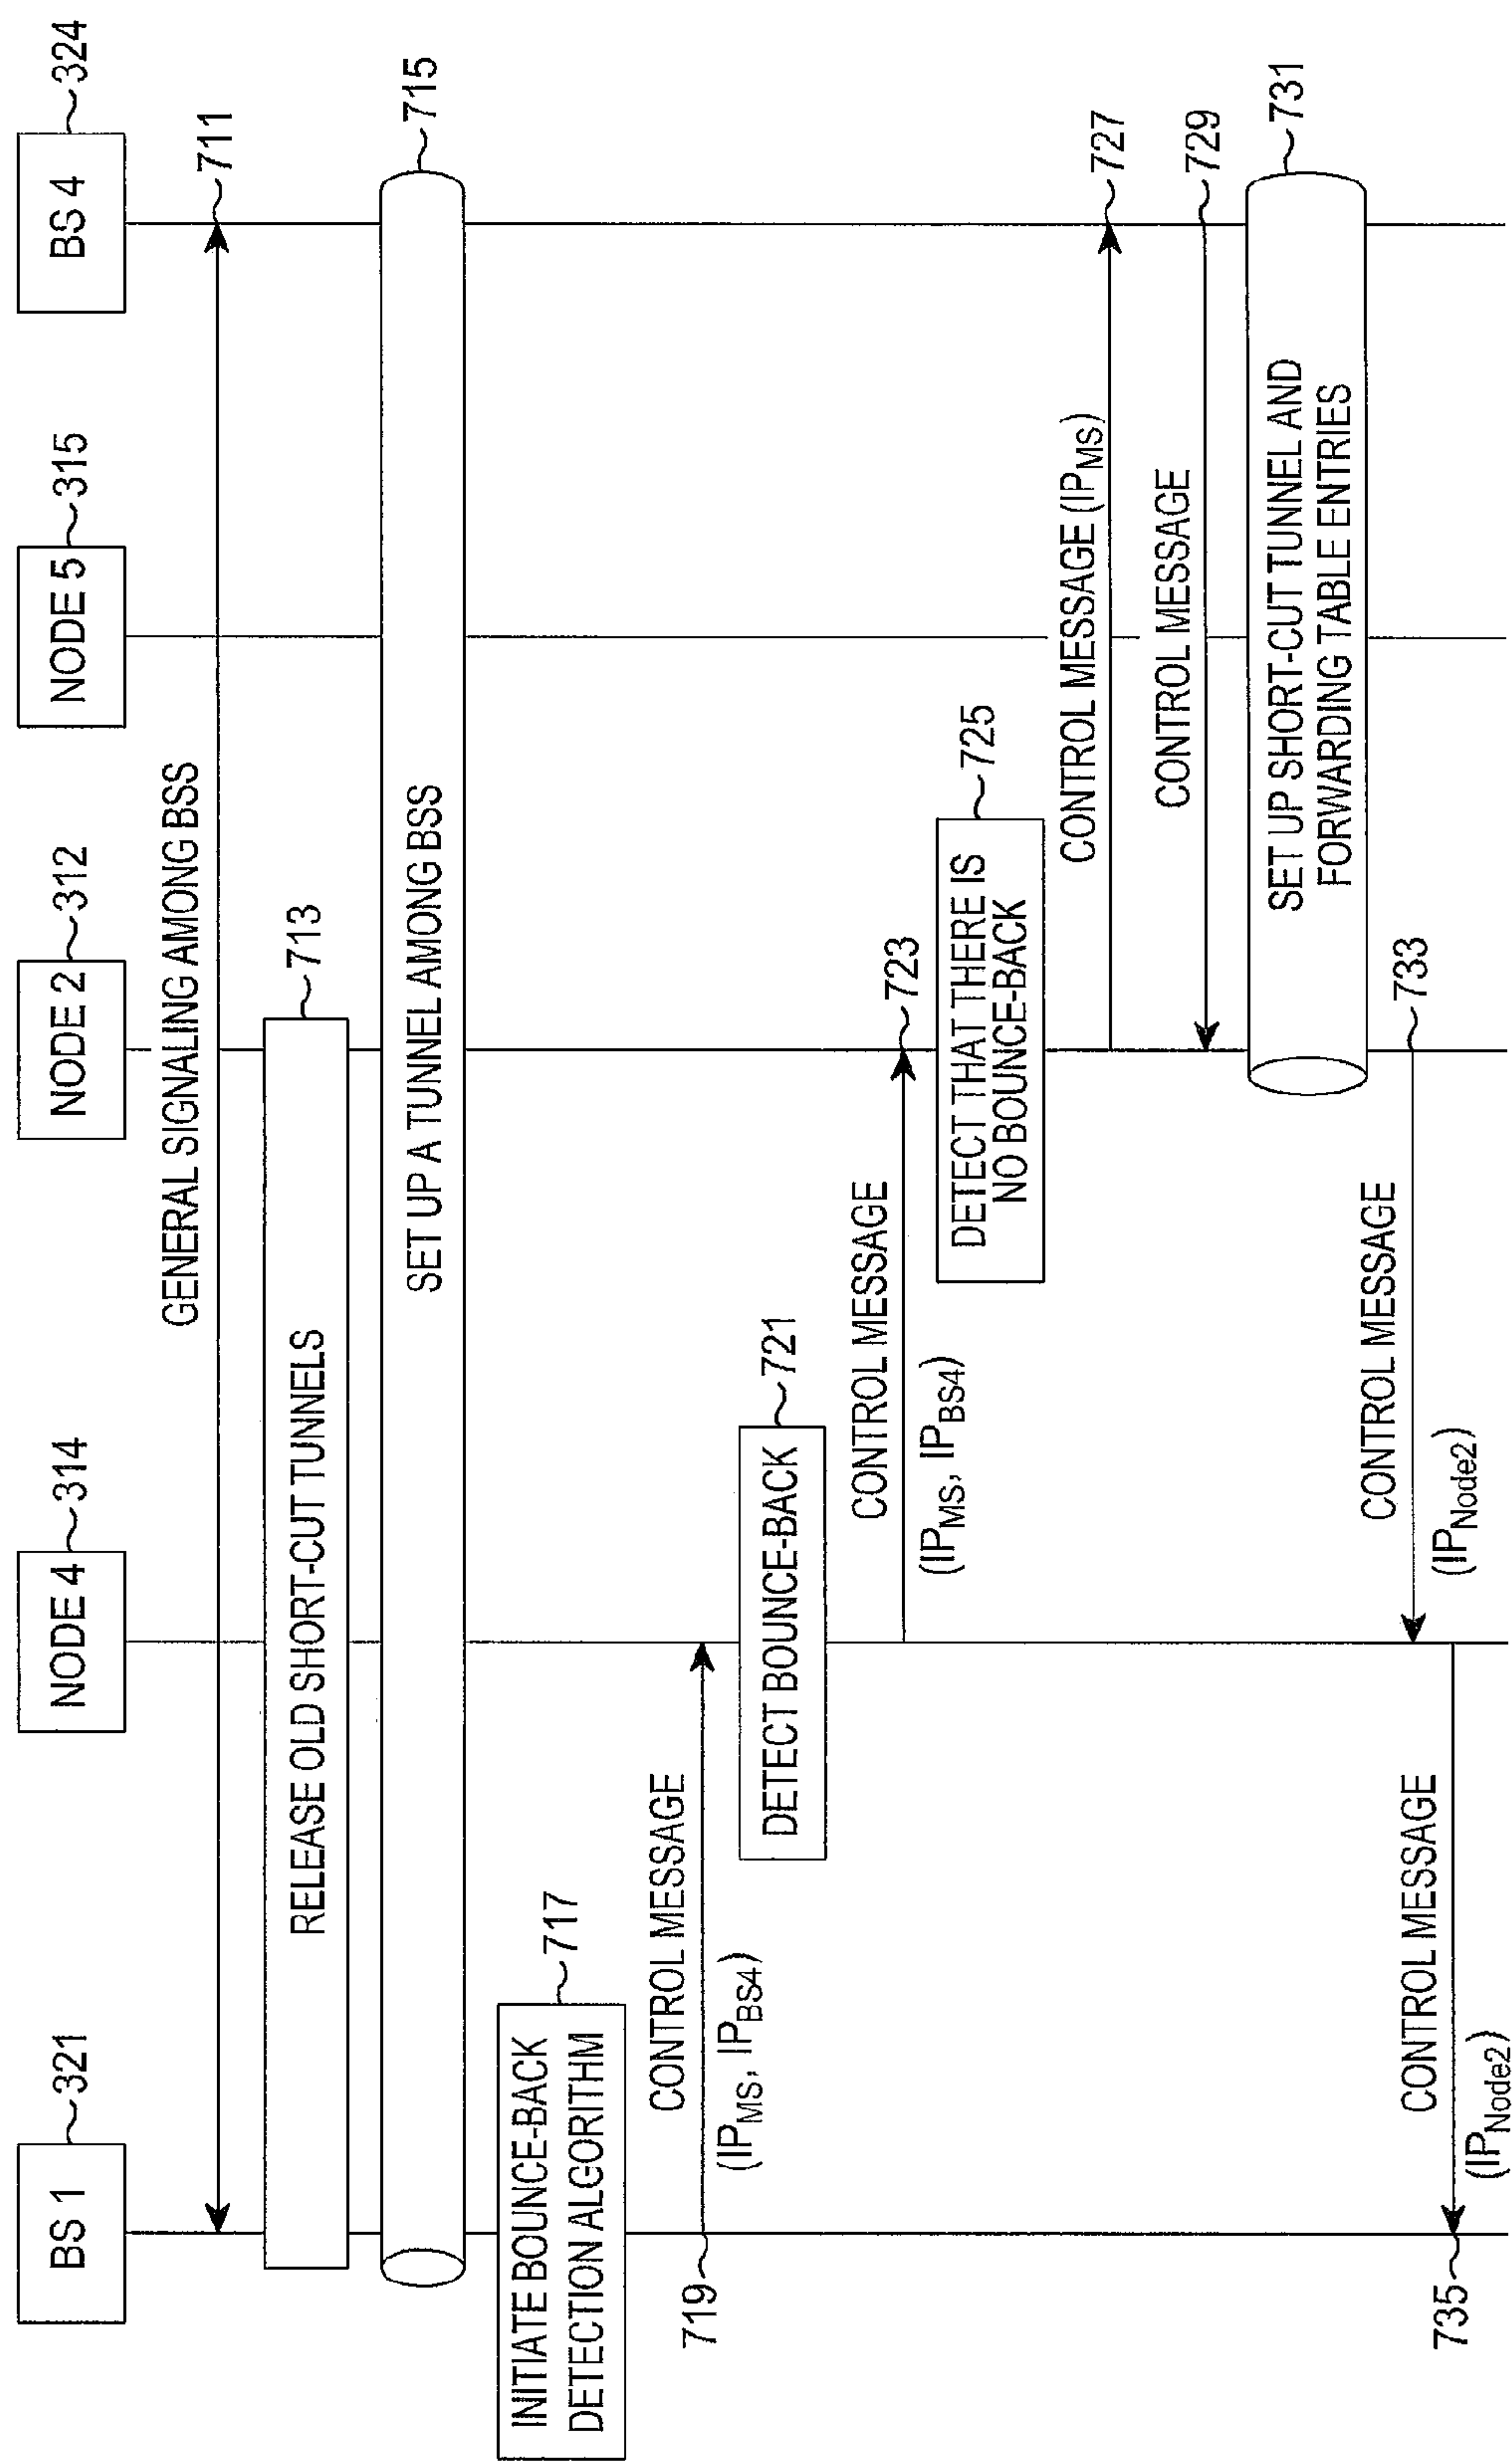 BS 1
321
NODE 4
314
NODE 2
312
NODE 5
315
BS 4
324
GENERAL SIGNALING AMONG BSS
711
RELEASE OLD SHORT-CUT TUNNELS
713
SET UP A TUNNEL AMONG BSS
715
INITIATE BOUNCE-BACK
DETECTION ALGORITHM
717
719
CONTROL MESSAGE
(IPMS, IPBS4)
DETECT BOUNCE-BACK
721
CONTROL MESSAGE
(IPMS, IPBS4)
723
DETECT THAT THERE IS
NO BOUNCE-BACK
725
CONTROL MESSAGE (IPMS)
727
CONTROL MESSAGE
729
SET UP SHORT-CUT TUNNEL AND
FORWARDING TABLE ENTRIES
731
CONTROL MESSAGE
(IPNode2)
733
735
CONTROL MESSAGE
(IPNode2)